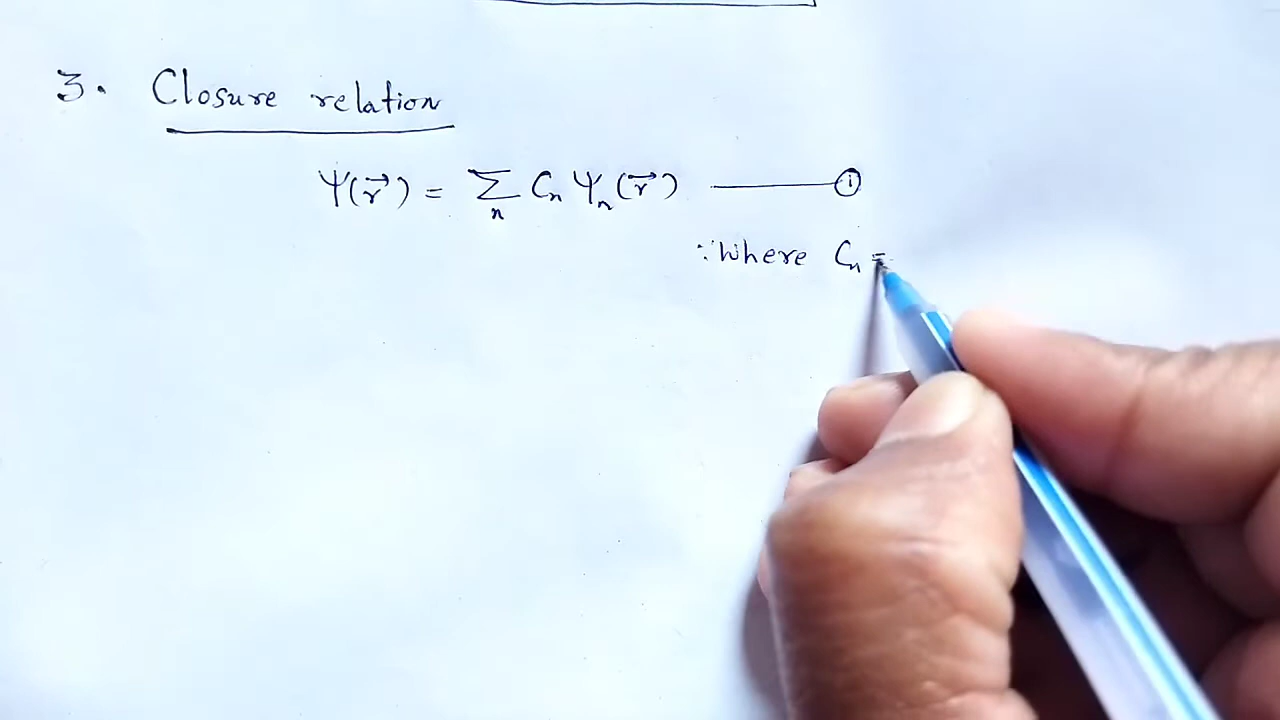 3. Closure relation
Ψ(r⃗) = Σₙ Cₙ Ψₙ(r⃗) ——— ①
∵ Where Cₙ =